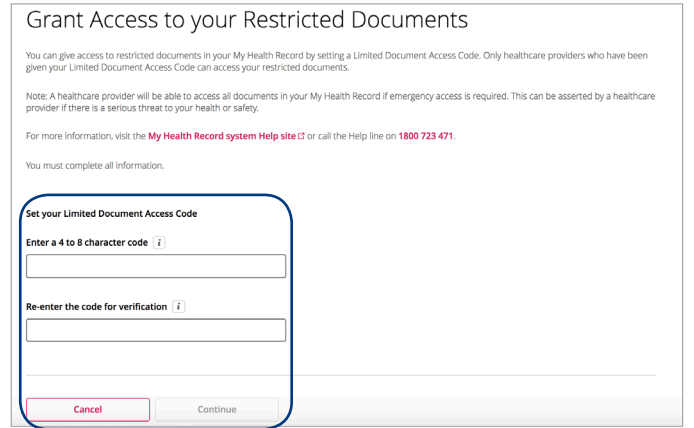 Grant Access to your Restricted Documents
You can give access to restricted documents in your My Health Record by setting a Limited Document Access Code. Only healthcare providers who have been
given your Limited Document Access Code can access your restricted documents.
Note: A healthcare provider will be able to access all documents in your My Health Record if emergency access is required. This can be asserted by a healthcare
provider if there is a serious threat to your health or safety.
For more information, visit the My Health Record system Help site or call the Help line on 1800 723 471.
You must complete all information.
Set your Limited Document Access Code
Enter a 4 to 8 character code i
Re-enter the code for verification i
Cancel Continue